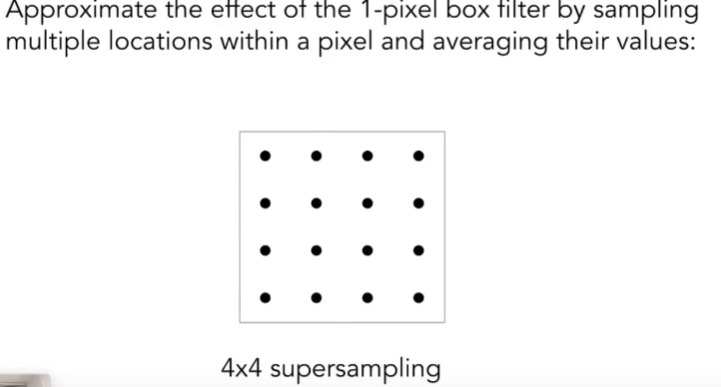 Approximate the effect of the 1-pixel box filter by sampling
multiple locations within a pixel and averaging their values:
4x4 supersampling